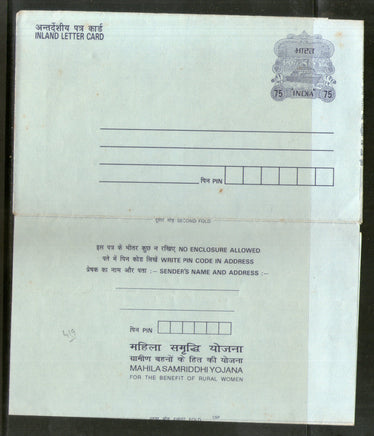 अन्तर्देशीय पत्र कार्ड
INLAND LETTER CARD
भारत
75 INDIA 75
पिन PIN
दूसरा मोड़ SECOND FOLD
इस पत्र के भीतर कुछ न रखिए NO ENCLOSURE ALLOWED
पते में पिन कोड लिखें WRITE PIN CODE IN ADDRESS
प्रेषक का नाम और पता :- SENDER'S NAME AND ADDRESS :-
पिन PIN
महिला समृद्धि योजना
ग्रामीण बहनों के हित की योजना
MAHILA SAMRIDDHI YOJANA
FOR THE BENEFIT OF RURAL WOMEN
FIRST FOLD